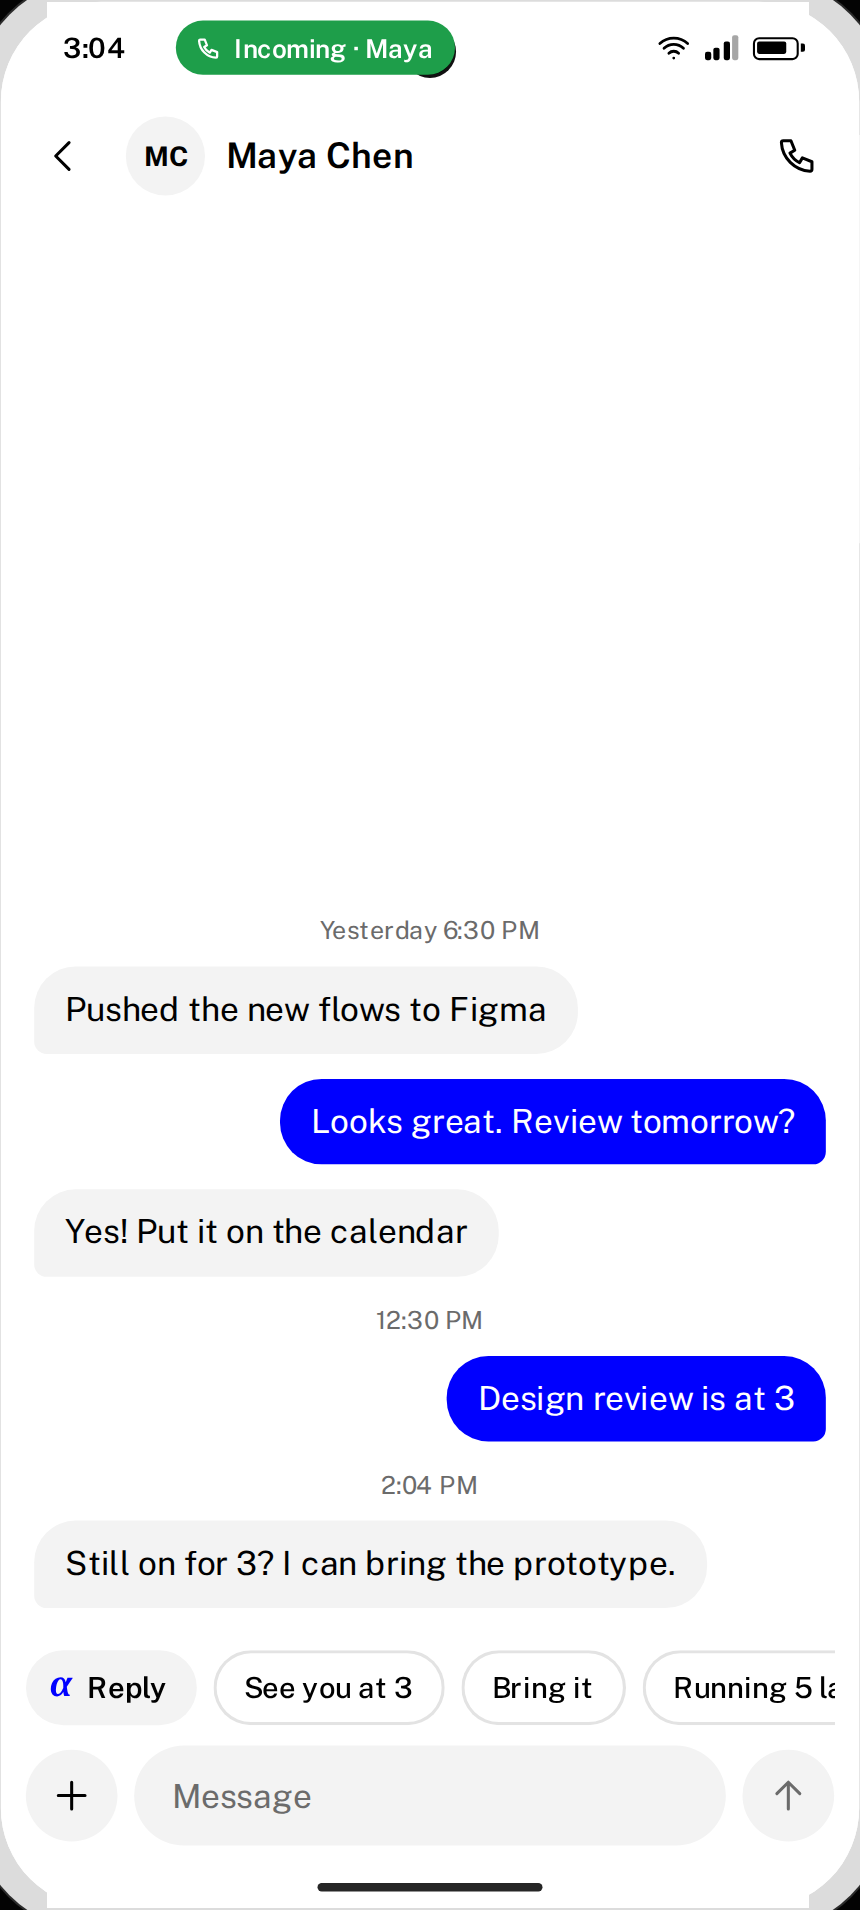 3:04
Incoming · Maya
MC
Maya Chen
Yesterday 6:30 PM
Pushed the new flows to Figma
Looks great. Review tomorrow?
Yes! Put it on the calendar
12:30 PM
Design review is at 3
2:04 PM
Still on for 3? I can bring the prototype.
α Reply
See you at 3
Bring it
Running 5
Message